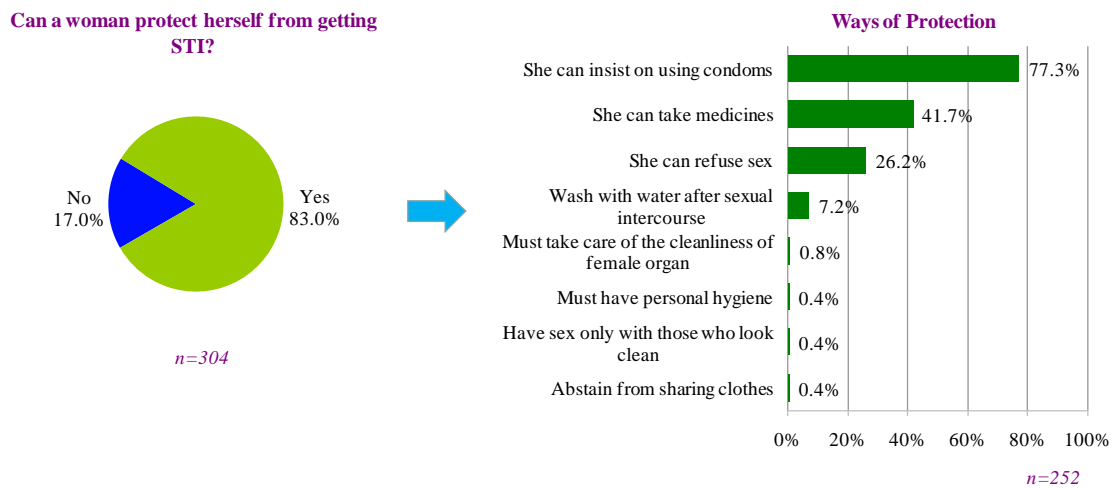 Can a woman protect herself from getting
STI?
No
17.0%
Yes
83.0%
n=304
Ways of Protection
She can insist on using condoms
77.3%
She can take medicines
41.7%
She can refuse sex
26.2%
Wash with water after sexual
intercourse
7.2%
Must take care of the cleanliness of
female organ
0.8%
Must have personal hygiene
0.4%
Have sex only with those who look
clean
0.4%
Abstain from sharing clothes
0.4%
0% 20% 40% 60% 80% 100%
n=252